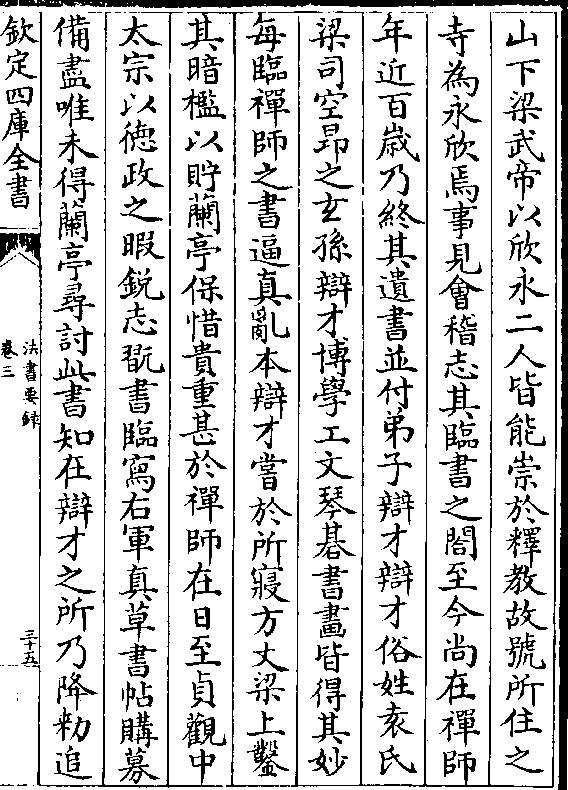 山下梁武帝以欣永二人皆能崇於釋教故號所住之
寺為永欣焉事見會稽志其臨書之閣至今尚在禪師
年近百歲乃終其遺書並付弟子辯才辯才俗姓袁氏
梁司空昂之玄孫辯才博學工文琴碁書畫皆得其妙
每臨禪師之書逼真亂本辯才嘗於所寢方丈梁上鑿
其暗檻以貯蘭亭保惜貴重甚於禪師在日至貞觀中
太宗以德政之暇銳志翫書臨寫右軍真草書帖購募
備盡唯未得蘭亭尋討此書知在辯才之所乃降勑追
欽定四庫全書
法書要録
卷三
三十五